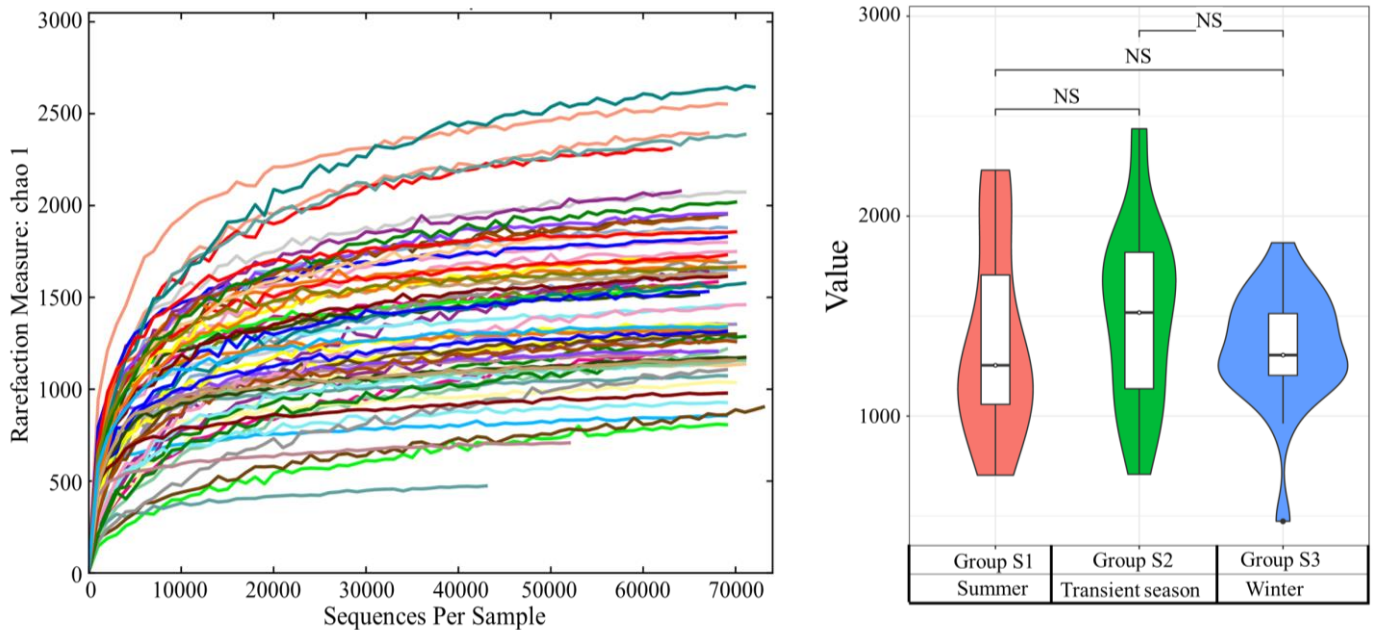 3000
2500
2000
1500
1000
500
0
Rarefraction Measure: chao 1
0 10000 20000 30000 40000 50000 60000 70000
Sequences Per Sample
3000
2000
1000
Value
NS
NS
NS
Group S1 Group S2 Group S3
Summer Transient season Winter